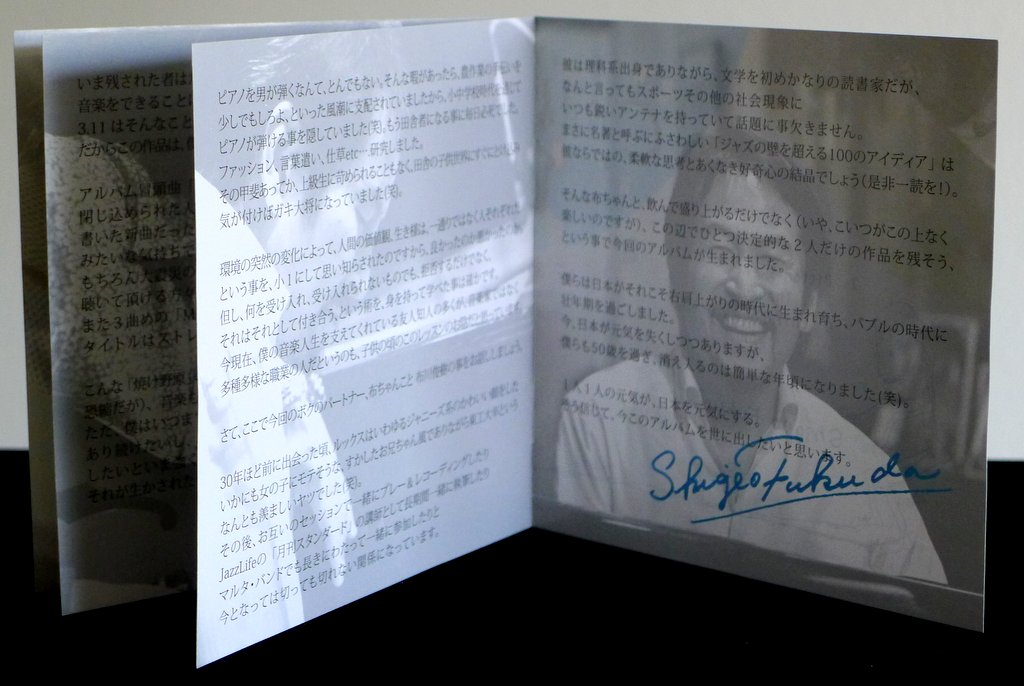 いま残された者は
音楽をできること
3.11はそんなこと
だからこの作品は、
アルバム冒頭曲
閉じ込められた人
書いた新曲だった
みたいな気持ちで
もちろん大震災の
聴いて頂ける方々
また3曲めの、「M
タイトルはストレ
こんな「焼け野原
恐縮だが)、音楽も
ただ、僕はいつま
あり続けたいし、
したいといま
それが生かされた
ピアノを男が弾くなんて、とんでもない。そんな暇があったら、農作業の手伝いを
少しでもしろよ、といった風潮に支配されていましたから、小中学校時代を通じて
ピアノが弾ける事を隠していました(笑)。もう田舎者になる事に毎日必死でした。
ファッション、言葉遣い、仕草etc…研究しました。
その甲斐あってか、上級生に苛められることもなく、田舎の子供世界にすぐにとけ込み
気が付けばガキ大将になっていました(笑)。
環境の突然の変化によって、人間の価値観、生き様は、一通りではなく人それぞれだ
という事を、小1にして思い知らされたのですから、良かったのか悪かったのか。
但し、何を受け入れ、受け入れられないものでも、拒否するだけでなく、
それはそれとして付き合う、という術を、身を持って学べた事は確かです。
今現在、僕の音楽人生を支えてくれている友人知人の多くが、音楽家ではなく
多種多様な職業の人だというのも、子供の頃のこのレッスンのお陰だと思っています。
さて、ここで今回のボクのパートナー、布ちゃんこと 布川俊樹の事をお話しましょう。
30年ほど前に出会った頃、ルックスはいわゆるジャニーズ系のかわいい顔をした
いかにも女の子にモテそうな、すかしたお兄ちゃん風でありながら東工大卒という
なんとも羨ましいヤツでした(笑)。
その後、お互いのセッションで一緒にプレー&レコーディングしたり
JazzLifeの「月刊スタンダード」の講師として長期間一緒に執筆したり
マルタ・バンドでも長きにわたって一緒に参加したりと
今となっては切っても切れない関係になっています。
彼は理科系出身でありながら、文学を初めかなりの読書家だが、
なんと言ってもスポーツその他の社会現象に
いつも鋭いアンテナを持っていて話題に事欠きません。
まさに名著と呼ぶにふさわしい「ジャズの壁を超える100のアイディア」は
彼ならではの、柔軟な思考とあくなき好奇心の結晶でしょう(是非一読を!)。
そんな布ちゃんと、飲んで盛り上がるだけでなく(いや、こいつがこの上なく
楽しいのですが)、この辺でひとつ決定的な2人だけの作品を残そう、
という事で今回のアルバムが生まれました。
僕らは日本がそれこそ右肩上がりの時代に生まれ育ち、バブルの時代に
壮年期を過ごしました。
今、日本が元気を失くしつつありますが、
僕らも50歳を過ぎ、消え入るのは簡単な年頃になりました(笑)。
1人1人の元気が、日本を元気にする。
そう信じて、今このアルバムを世に出したいと思います。
Shigeo Fukuda